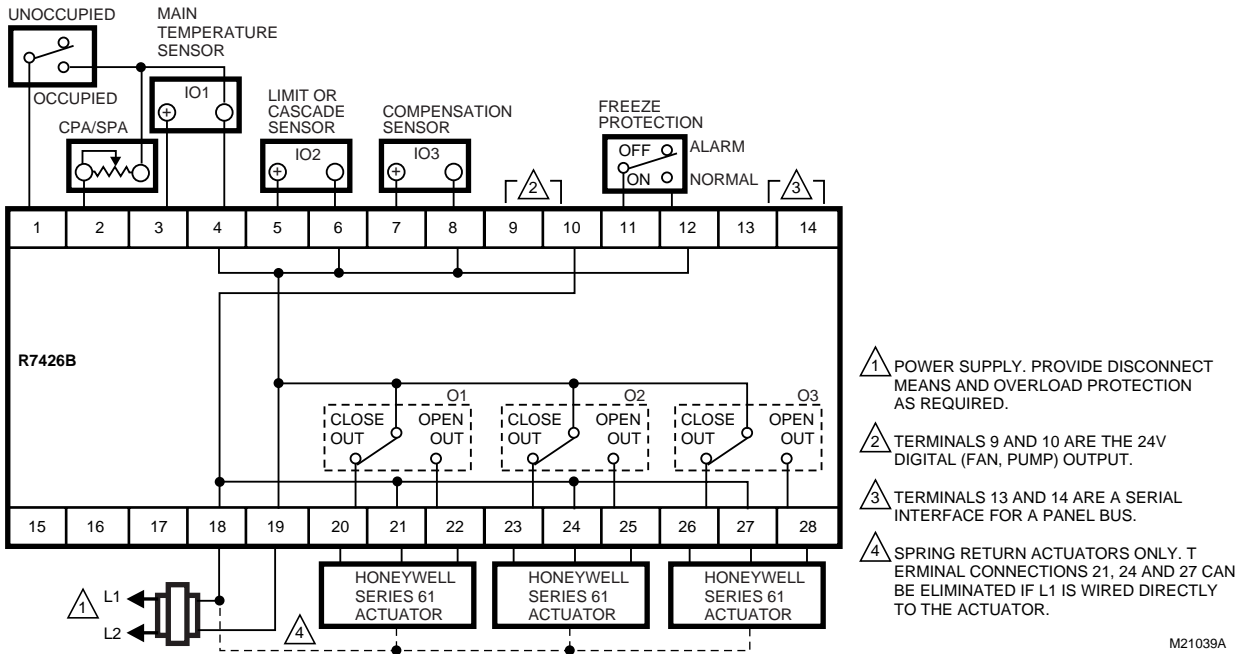 UNOCCUPIED
MAIN
TEMPERATURE
SENSOR
OCCUPIED
IO1
CPA/SPA
LIMIT OR
CASCADE
SENSOR
IO2
COMPENSATION
SENSOR
IO3
FREEZE
PROTECTION
OFF
ALARM
ON
NORMAL
2
3
1 2 3 4 5 6 7 8 9 10 11 12 13 14
R7426B
O1
CLOSE
OUT
OPEN
OUT
O2
CLOSE
OUT
OPEN
OUT
O3
CLOSE
OUT
OPEN
OUT
15 16 17 18 19 20 21 22 23 24 25 26 27 28
HONEYWELL
SERIES 61
ACTUATOR
HONEYWELL
SERIES 61
ACTUATOR
HONEYWELL
SERIES 61
ACTUATOR
1
L1
L2
4
1 POWER SUPPLY. PROVIDE DISCONNECT
MEANS AND OVERLOAD PROTECTION
AS REQUIRED.
2 TERMINALS 9 AND 10 ARE THE 24V
DIGITAL (FAN, PUMP) OUTPUT.
3 TERMINALS 13 AND 14 ARE A SERIAL
INTERFACE FOR A PANEL BUS.
4 SPRING RETURN ACTUATORS ONLY. T
ERMINAL CONNECTIONS 21, 24 AND 27 CAN
BE ELIMINATED IF L1 IS WIRED DIRECTLY
TO THE ACTUATOR.
M21039A